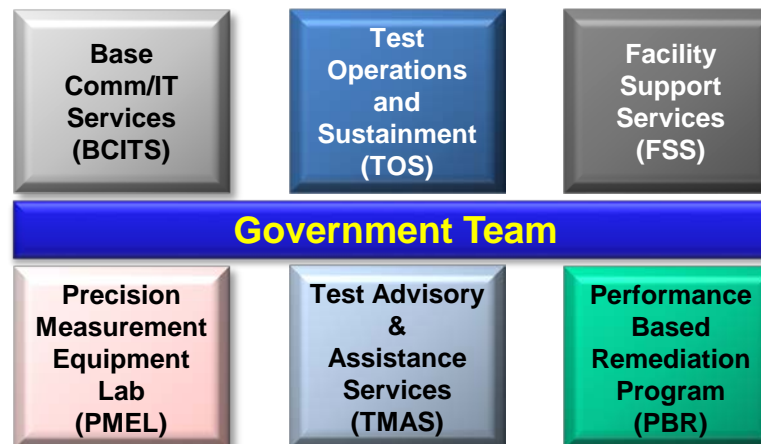 Base
Comm/IT
Services
(BCITS)
Test
Operations
and
Sustainment
(TOS)
Facility
Support
Services
(FSS)
Government Team
Precision
Measurement
Equipment
Lab
(PMEL)
Test Advisory
&
Assistance
Services
(TMAS)
Performance
Based
Remediation
Program
(PBR)